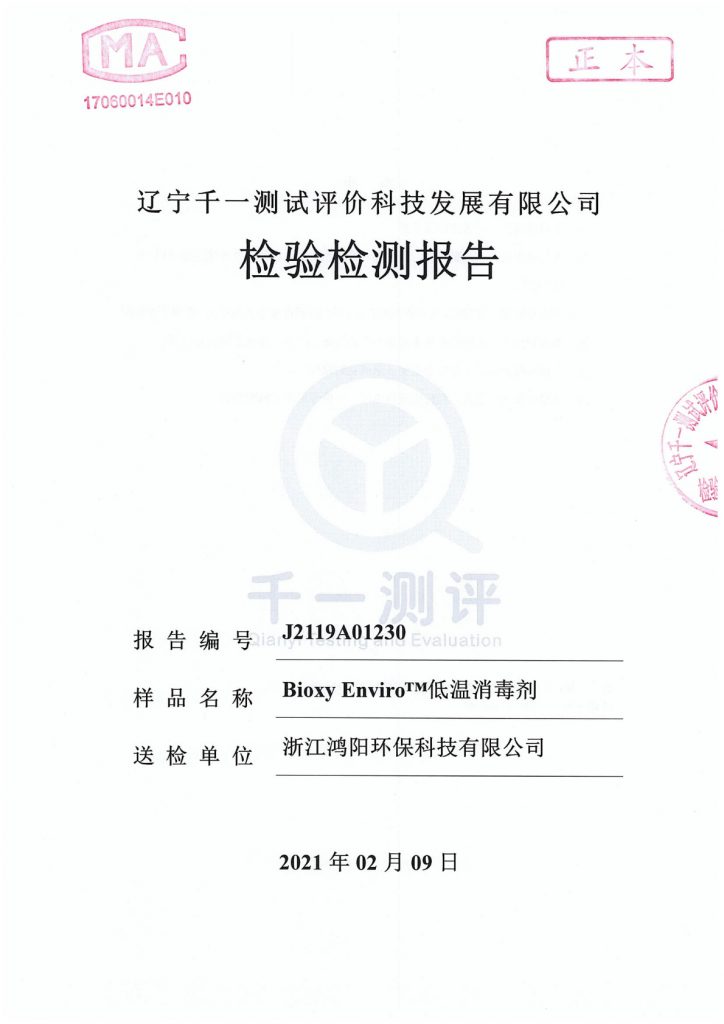 MA
17060014E010
正本
辽宁千一测试评价科技发展有限公司
检验检测报告
辽宁千一测试评价
检验
千一测评
Qianyi Testing and Evaluation
报告编号 J2119A01230
样品名称 Bioxy Enviro™低温消毒剂
送检单位 浙江鸿阳环保科技有限公司
2021年02月09日